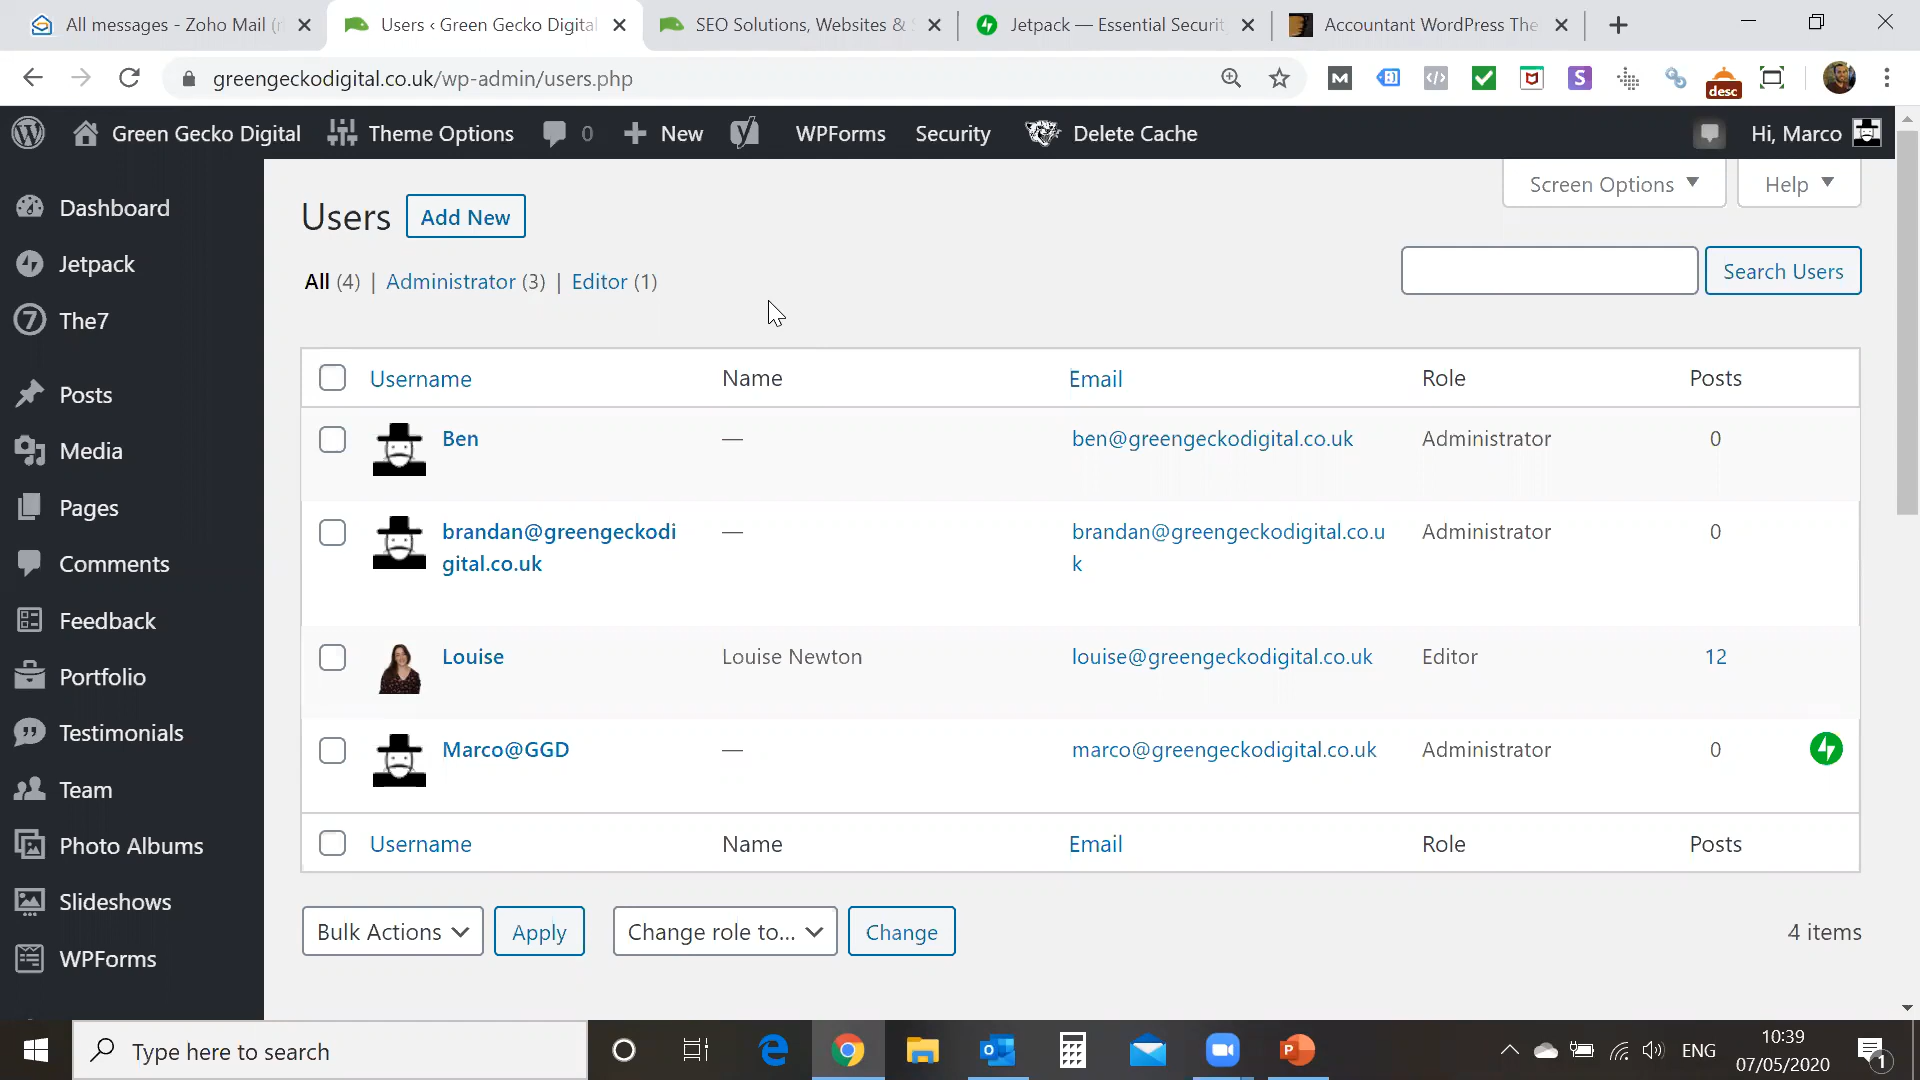 All messages - Zoho Mail (
Users ‹ Green Gecko Digital
SEO Solutions, Websites &
Jetpack — Essential Securit
Accountant WordPress The
greengeckodigital.co.uk/wp-admin/users.php
desc
Green Gecko Digital
Theme Options
0
New
WPForms
Security
Delete Cache
Hi, Marco
Dashboard
Jetpack
The7
Posts
Media
Pages
Comments
Feedback
Portfolio
Testimonials
Team
Photo Albums
Slideshows
WPForms
Screen Options
Help
Users
Add New
All (4) | Administrator (3) | Editor (1)
Search Users
Username Name Email Role Posts
Ben — ben@greengeckodigital.co.uk Administrator 0
brandan@greengeckodi — brandan@greengeckodigital.co.u Administrator 0
gital.co.uk k
Louise Louise Newton louise@greengeckodigital.co.uk Editor 12
Marco@GGD — marco@greengeckodigital.co.uk Administrator 0
Username Name Email Role Posts
Bulk Actions
Apply
Change role to...
Change
4 items
Type here to search
ENG
10:39
07/05/2020
1